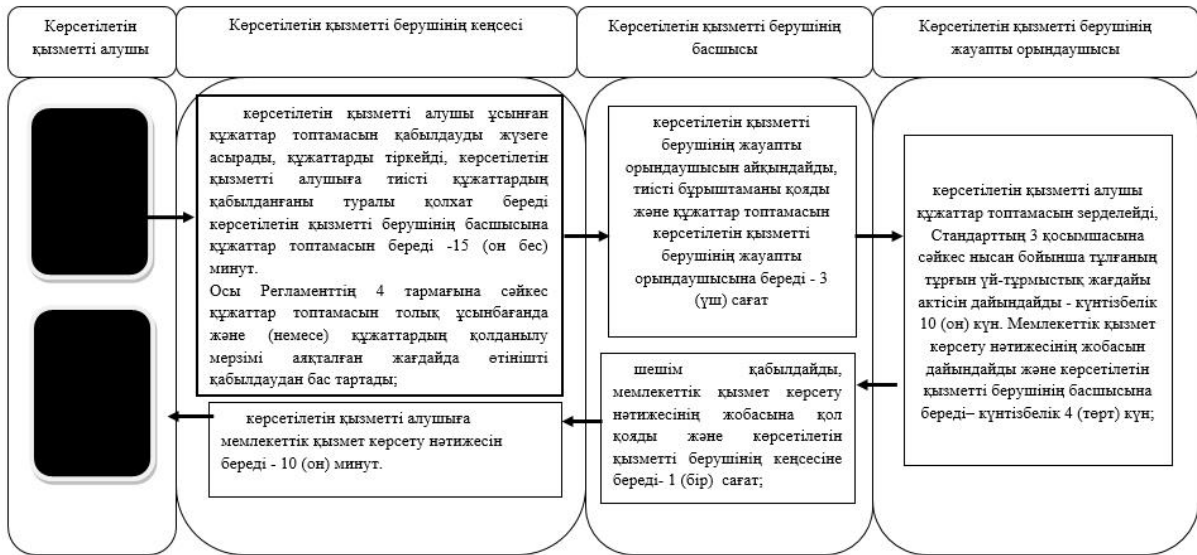 Көрсетілетін
қызметті алушы
Көрсетілетін қызметті берушінің кеңсесі
Көрсетілетін қызметті берушінің
басшысы
Көрсетілетін қызметті берушінің
жауапты орындаушысы
көрсетілетін қызметті алушы ұсынған
құжаттар топтамасын қабылдауды жүзеге
асырады, құжаттарды тіркейді, көрсетілетін
қызметті алушыға тиісті құжаттардың
қабылданғаны туралы қолхат береді
көрсетілетін қызметті берушінің басшысына
құжаттар топтамасын береді -15 (он бес)
минут.
Осы Регламенттің 4 тармағына сәйкес
құжаттар топтамасын толық ұсынбағанда
және (немесе) құжаттардың қолданылу
мерзімі аяқталған жағдайда өтінішті
қабылдаудан бас тартады;
көрсетілетін қызметті
берушінің жауапты
орындаушысын айқындайды,
тиісті бұрыштаманы қояды
және құжаттар топтамасын
көрсетілетін қызметті
берушінің жауапты
орындаушысына береді - 3
(үш) сағат
көрсетілетін қызметті алушы
құжаттар топтамасын зерделейді,
Стандарттың 3 қосымшасына
сәйкес нысан бойынша тұлғаның
тұрғын үй-тұрмыстық жағдайы
актісін дайындайды - күнтізбелік
10 (он) күн. Мемлекеттік қызмет
көрсету нәтижесінің жобасын
дайындайды және көрсетілетін
қызметті берушінің басшысына
береді– күнтізбелік 4 (төрт) күн;
шешім қабылдайды,
мемлекеттік қызмет көрсету
нәтижесінің жобасына қол
қояды және көрсетілетін
қызметті берушінің кеңсесіне
береді- 1 (бір) сағат;
көрсетілетін қызметті алушыға
мемлекеттік қызмет көрсету нәтижесін
береді - 10 (он) минут.